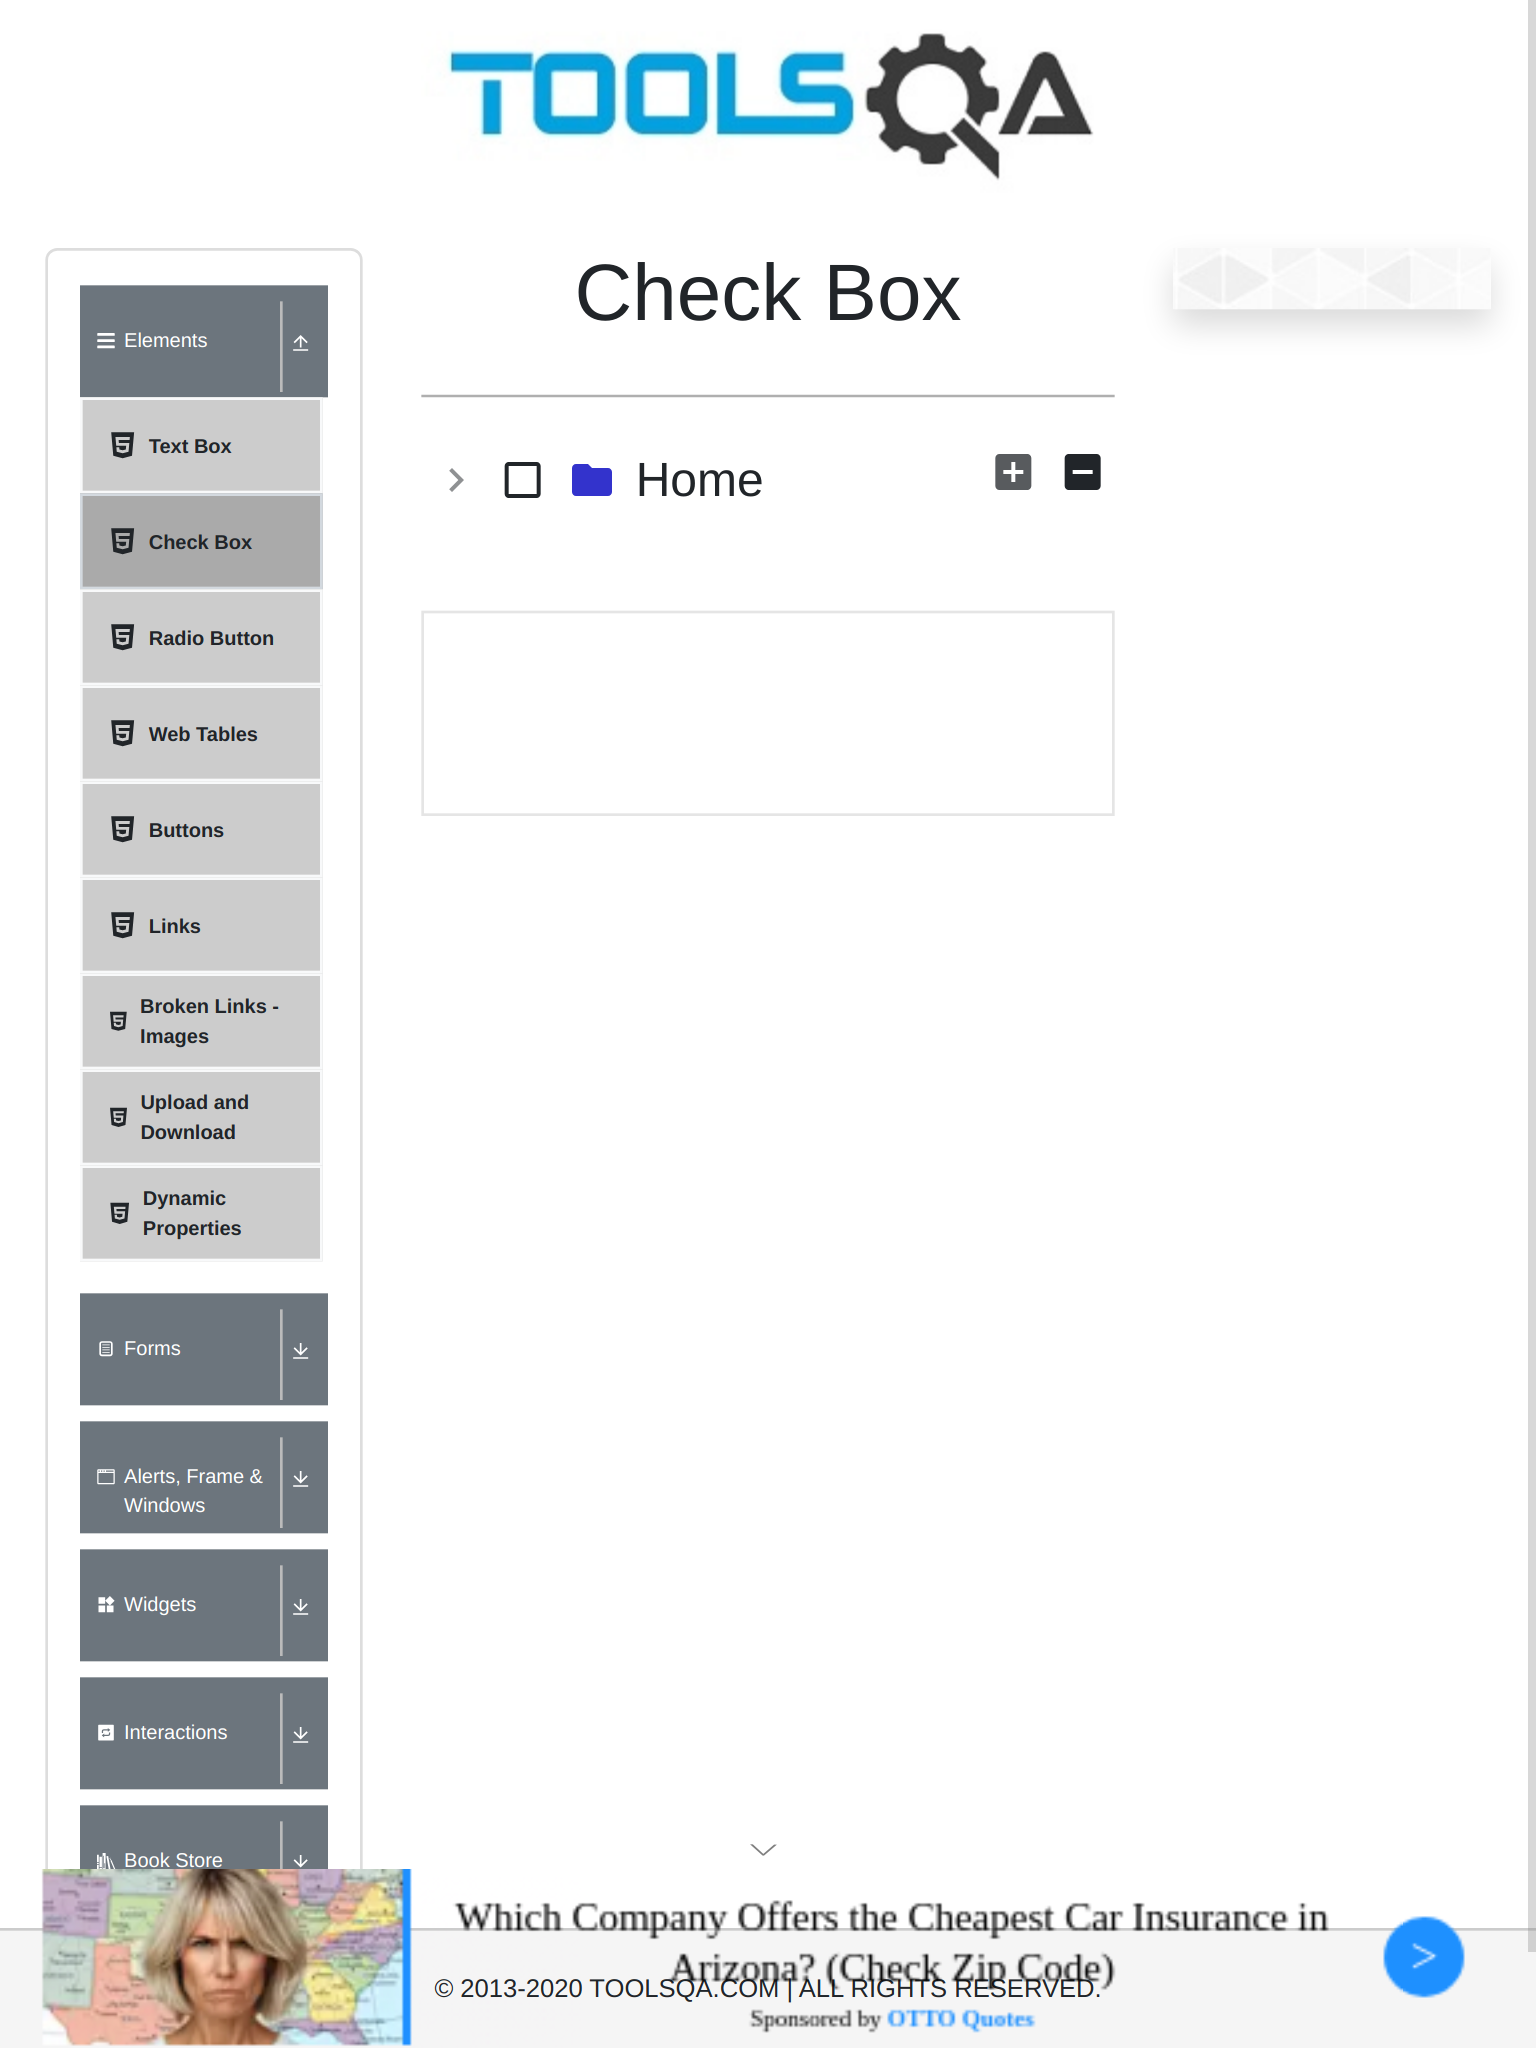 TOOLSQA
Check Box
Elements
Text Box
Check Box
Radio Button
Web Tables
Buttons
Links
Broken Links -
Images
Upload and
Download
Dynamic
Properties
Forms
Alerts, Frame &
Windows
Widgets
Interactions
Book Store
Home
Which Company Offers the Cheapest Car Insurance in
Arizona? (Check Zip Code)
© 2013-2020 TOOLSQA.COM | ALL RIGHTS RESERVED.
Sponsored by OTTO Quotes